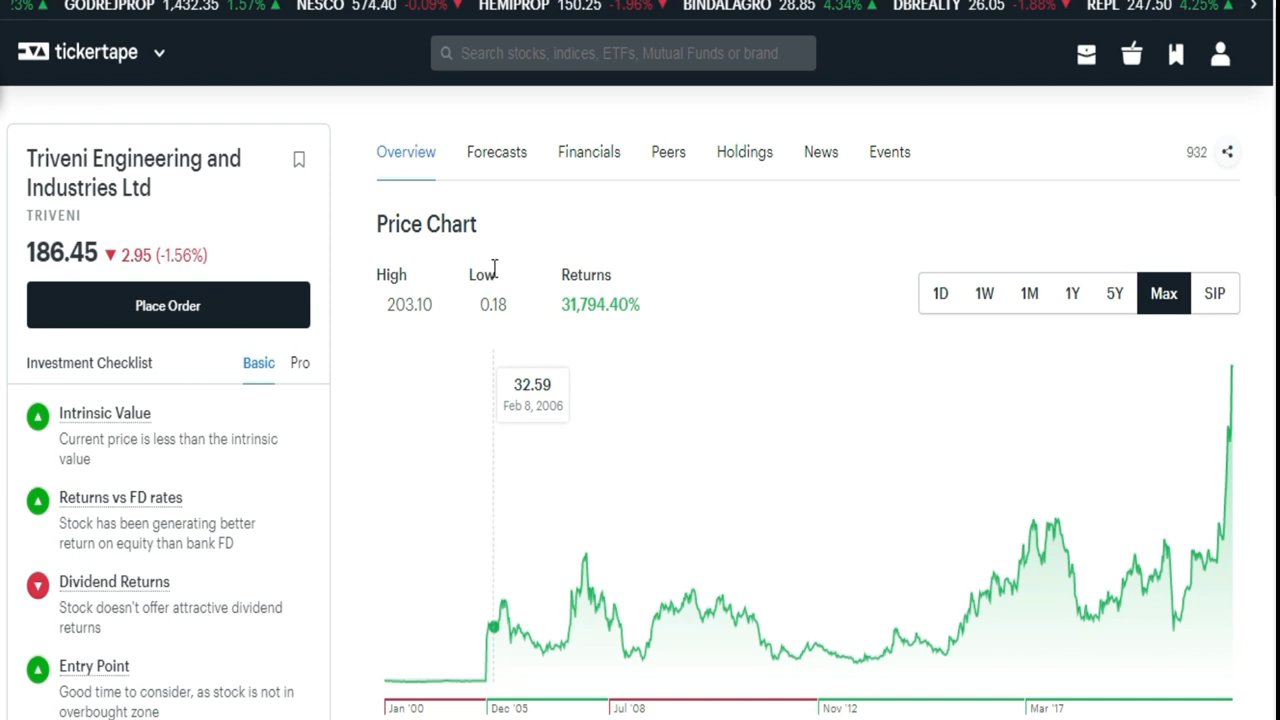 GODREJPROP 1,432.35 1.57% ▲ NESCO 574.40 -0.09% ▼ HEMIPROP 150.25 -1.96% ▼ BINDALAGRO 28.85 4.34% ▲ DBREALTY 26.05 -1.88% ▼ REPL 247.50 4.25% ▲
tickertape
Search stocks, indices, ETFs, Mutual Funds or brand
Triveni Engineering and
Industries Ltd
TRIVENI
186.45 ▼ 2.95 (-1.56%)
Place Order
Investment Checklist Basic Pro
Intrinsic Value
Current price is less than the intrinsic
value
Returns vs FD rates
Stock has been generating better
return on equity than bank FD
Dividend Returns
Stock doesn't offer attractive dividend
returns
Entry Point
Good time to consider, as stock is not in
overbought zone
Overview Forecasts Financials Peers Holdings News Events 932
Price Chart
High Low Returns
203.10 0.18 31,794.40%
1D 1W 1M 1Y 5Y Max SIP
32.59
Feb 8, 2006
Jan '00 Dec '05 Jul '08 Nov '12 Mar '17